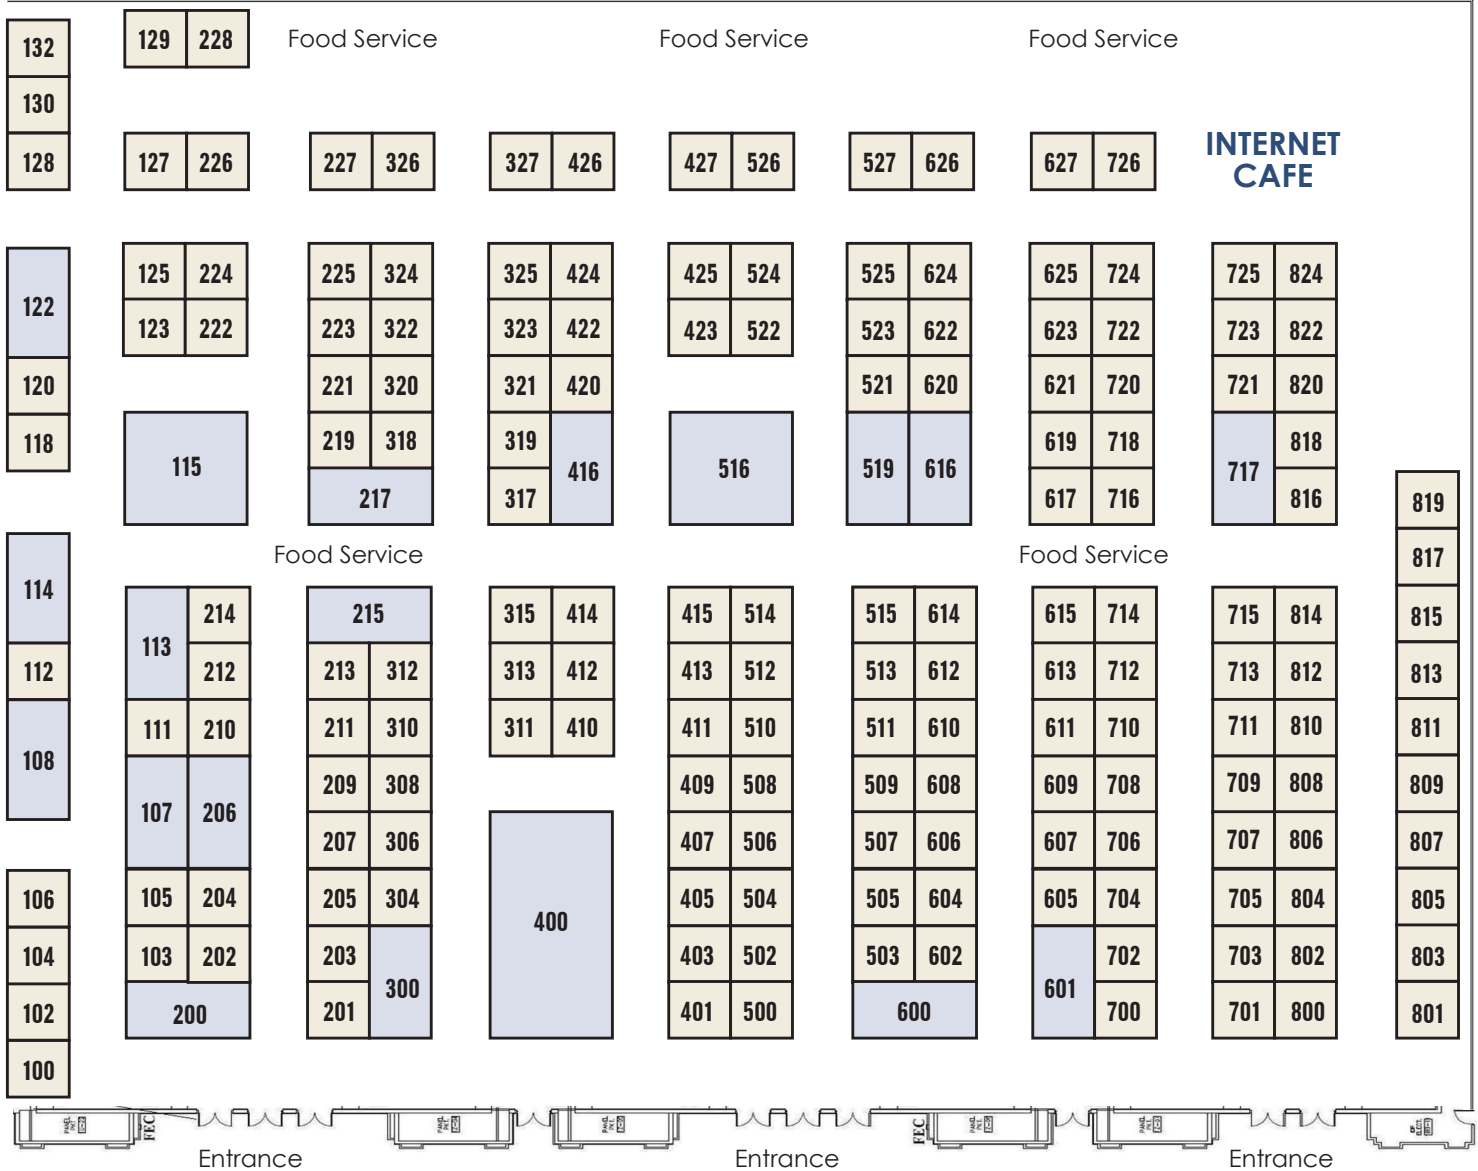 132
129 228 Food Service Food Service Food Service
130
128 127 226 227 326 327 426 427 526 527 626 627 726 INTERNET
CAFE
125 224 225 324 325 424 425 524 525 624 625 724 725 824
122
123 222 223 322 323 422 423 522 523 622 623 722 723 822
120 221 320 321 420 521 620 621 720 721 820
118 219 318 319 619 718 818
115 416 516 519 616 717
217 317 617 716 816 819
Food Service Food Service
817
114
113 214 215 315 414 415 514 515 614 615 714 715 814 815
112 212 213 312 313 412 413 512 513 612 613 712 713 812 813
111 210 211 310 311 410 411 510 511 610 611 710 711 810 811
108
209 308 409 508 509 608 609 708 709 808 809
107 206
207 306 407 506 507 606 607 706 707 806 807
106 105 204 205 304 405 504 505 604 605 704 705 804 805
400
104 103 202 203 403 502 503 602 702 703 802 803
300 601
102 200 201 401 500 600 700 701 800 801
100
FEC FEC
Entrance Entrance Entrance